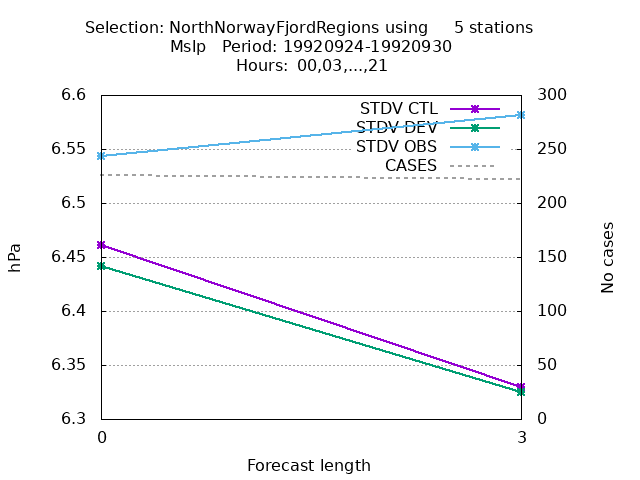 Selection: NorthNorwayFjordRegions using 5 stations
Mslp Period: 19920924-19920930
Hours: 00,03,...,21
6.6
6.55
6.5
6.45
6.4
6.35
6.3
300
250
200
150
100
50
0
STDV CTL
STDV DEV
STDV OBS
CASES
hPa
No cases
0
3
Forecast length